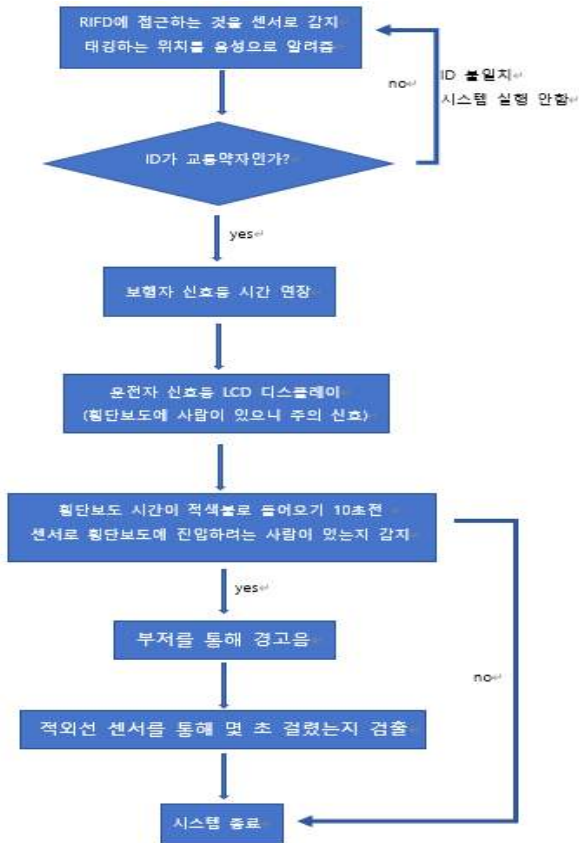 RIFD에 접근하는 것을 센서로 감지
태깅하는 위치를 음성으로 알려줌
no
ID 불일치
시스템 실행 안함
ID가 교통약자인가?
yes
보행자 신호등 시간 연장
운전자 신호등 LCD 디스플레이
(횡단보도에 사람이 있으니 주의 신호)
횡단보도 시간이 적색불로 들어오기 10초전
센서로 횡단보도에 진입하려는 사람이 있는지 감지
yes
부저를 통해 경고음
no
적외선 센서를 통해 몇 초 걸렸는지 검출
시스템 종료